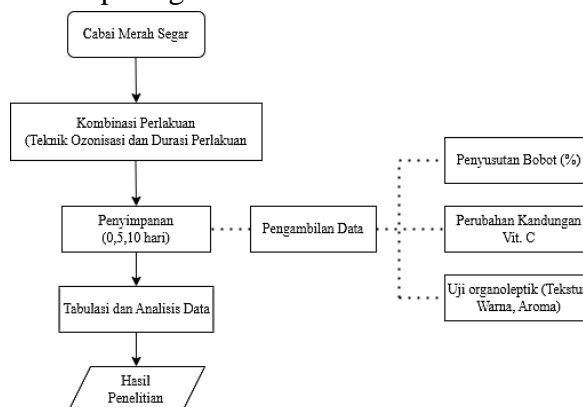 Cabai Merah Segar
Kombinasi Perlakuan
(Teknik Ozonisasi dan Durasi Perlakuan
Penyimpanan
(0,5,10 hari)
Pengambilan Data
Penyusutan Bobot (%)
Perubahan Kandungan
Vit. C
Uji organoleptik (Tekstur
Warna, Aroma)
Tabulasi dan Analisis Data
Hasil
Penelitian